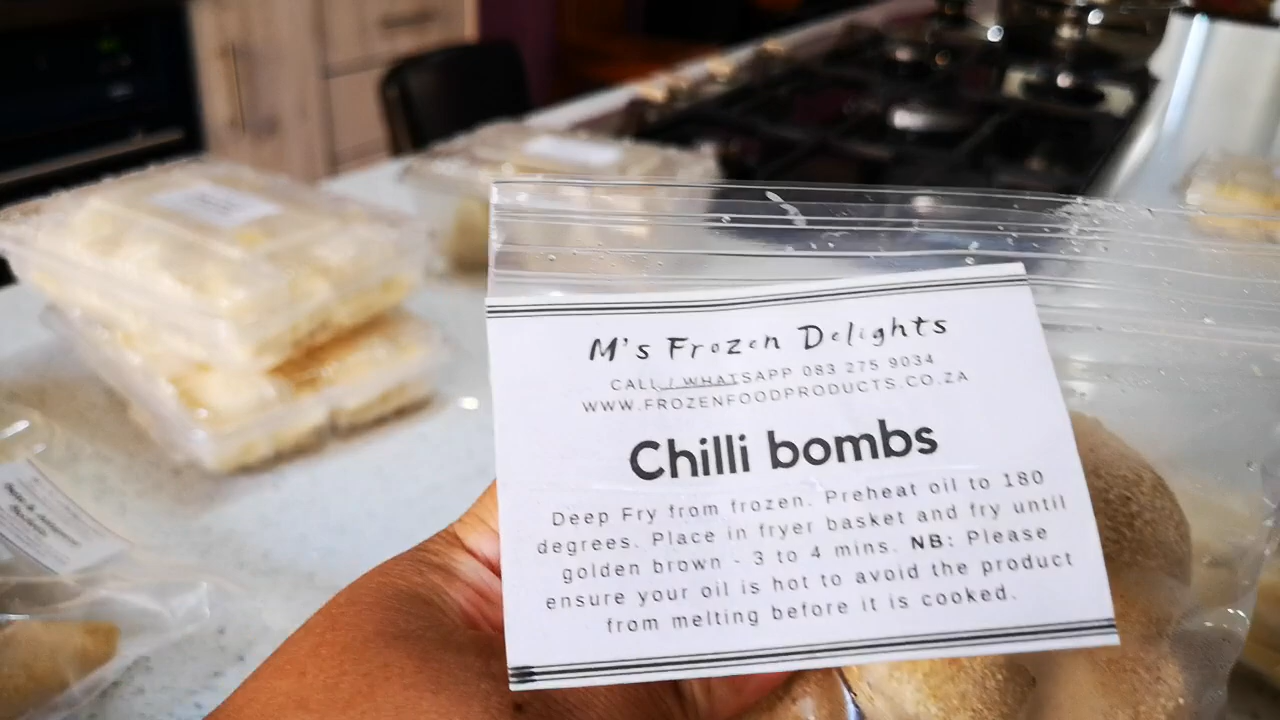 M's Frozen Delights
CALL / WHATSAPP 083 275 9034
WWW.FROZENFOODPRODUCTS.CO.ZA
Chilli bombs
Deep Fry from frozen. Preheat oil to 180
degrees. Place in fryer basket and fry until
golden brown - 3 to 4 mins. NB: Please
ensure your oil is hot to avoid the product
from melting before it is cooked.